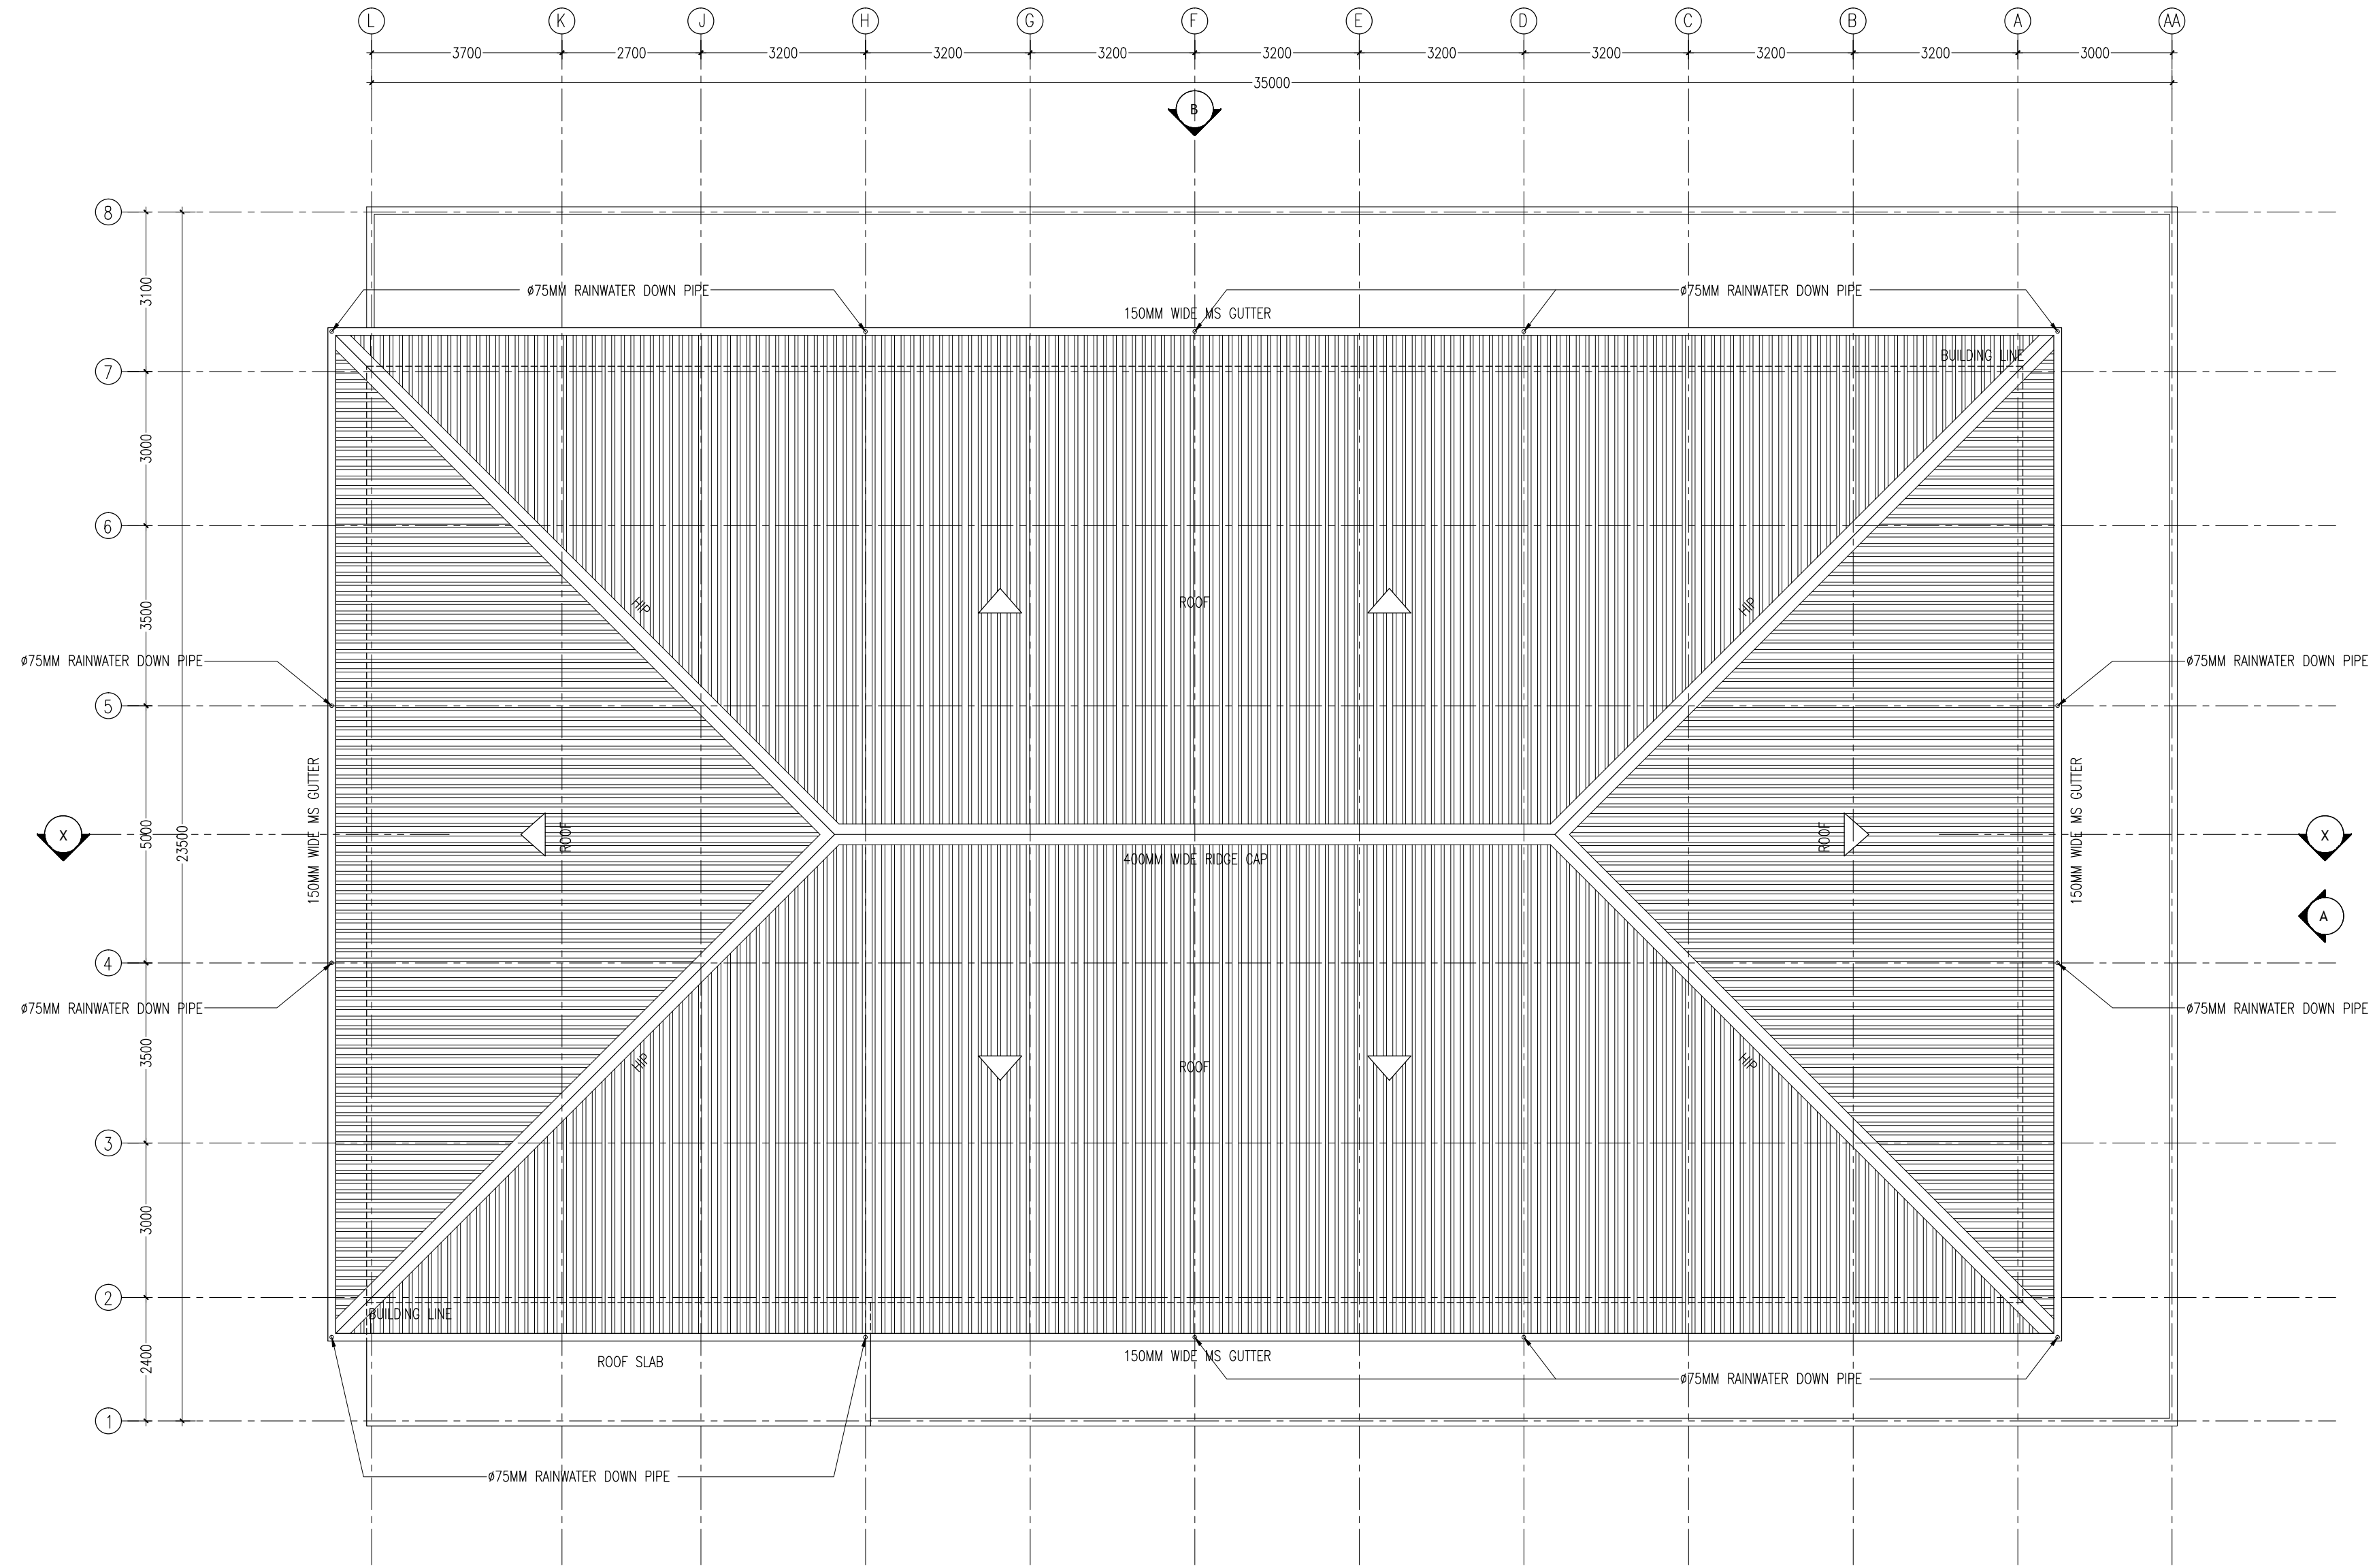 L K J H G F E D C B A AA
3700 2700 3200 3200 3200 3200 3200 3200 3200 3200 3000
35000
B
8
3100
ø75MM RAINWATER DOWN PIPE
ø75MM RAINWATER DOWN PIPE
150MM WIDE MS GUTTER
BUILDING LINE
7
3000
6
3500
HIP
ROOF
HIP
ø75MM RAINWATER DOWN PIPE
ø75MM RAINWATER DOWN PIPE
5
150MM WIDE MS GUTTER
150MM WIDE MS GUTTER
X
5000
23500
ROOF
ROOF
X
400MM WIDE RIDGE CAP
A
4
ø75MM RAINWATER DOWN PIPE
ø75MM RAINWATER DOWN PIPE
3500
HIP
ROOF
HIP
3
3000
2
BUILDING LINE
2400
ROOF SLAB
150MM WIDE MS GUTTER
ø75MM RAINWATER DOWN PIPE
1
ø75MM RAINWATER DOWN PIPE